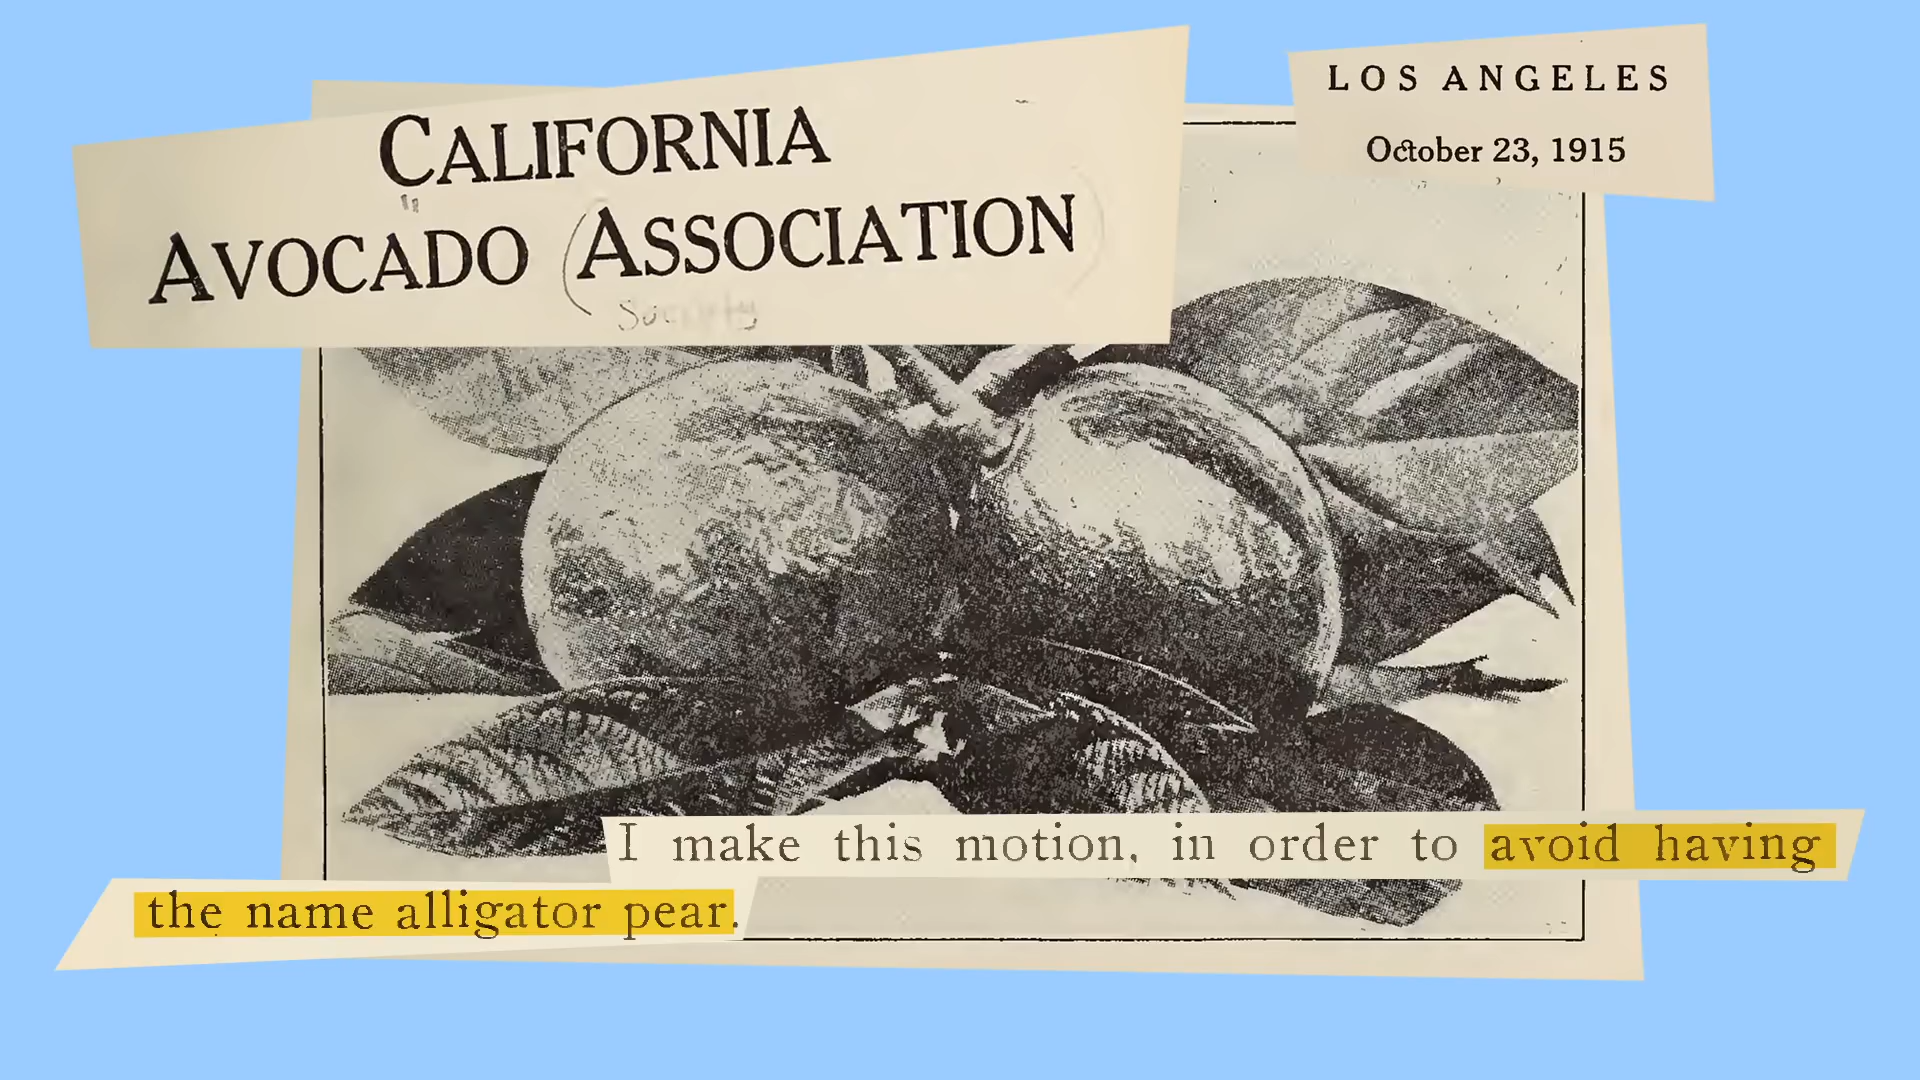 CALIFORNIA
AVOCADO (ASSOCIATION)
Society
LOS ANGELES
October 23, 1915
I make this motion, in order to avoid having
the name alligator pear.